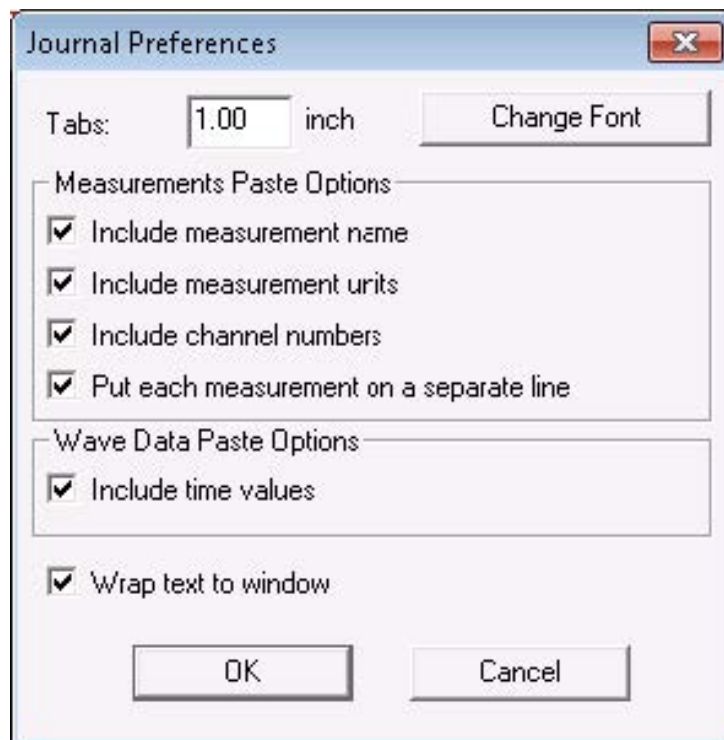 Journal Preferences
Tabs: 1.00 inch Change Font
Measurements Paste Options
Include measurement name
Include measurement units
Include channel numbers
Put each measurement on a separate line
Wave Data Paste Options
Include time values
Wrap text to window
OK Cancel